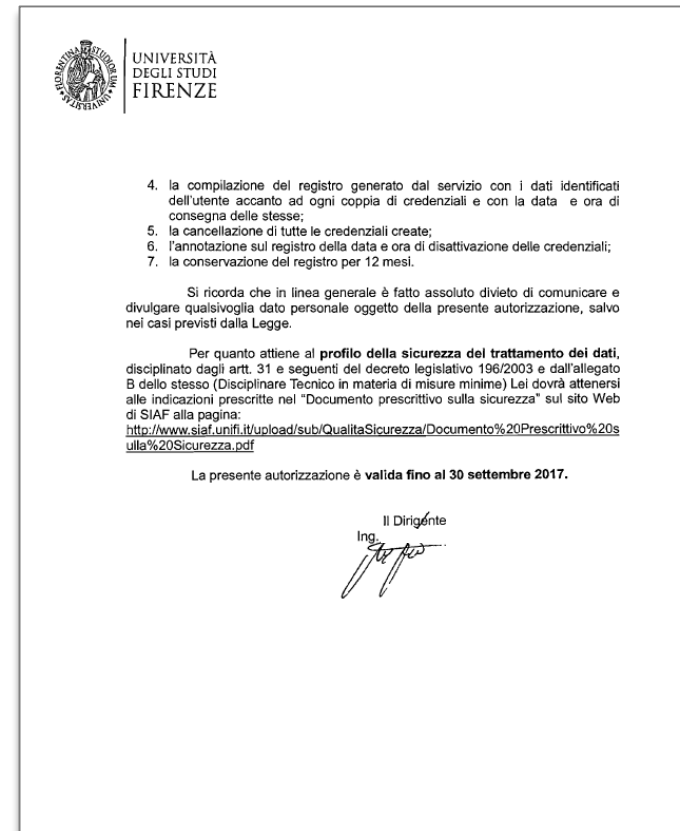 UNIVERSITÀ
DEGLI STUDI
FIRENZE
4. la compilazione del registro generato dal servizio con i dati identificati
dell'utente accanto ad ogni coppia di credenziali e con la data e ora di
consegna delle stesse;
5. la cancellazione di tutte le credenziali create;
6. l'annotazione sul registro della data e ora di disattivazione delle credenziali;
7. la conservazione del registro per 12 mesi.
Si ricorda che in linea generale è fatto assoluto divieto di comunicare e
divulgare qualsivoglia dato personale oggetto della presente autorizzazione, salvo
nei casi previsti dalla Legge.
Per quanto attiene al profilo della sicurezza del trattamento dei dati,
disciplinato dagli artt. 31 e seguenti del decreto legislativo 196/2003 e dall'allegato
B dello stesso (Disciplinare Tecnico in materia di misure minime) Lei dovrà attenersi
alle indicazioni prescritte nel "Documento prescrittivo sulla sicurezza" sul sito Web
di SIAF alla pagina:
http://www.siaf.unifi.it/upload/sub/QualitaSicurezza/Documento%20Prescrittivo%20s
ulla%20Sicurezza.pdf
La presente autorizzazione è valida fino al 30 settembre 2017.
Il Dirigente
Ing.